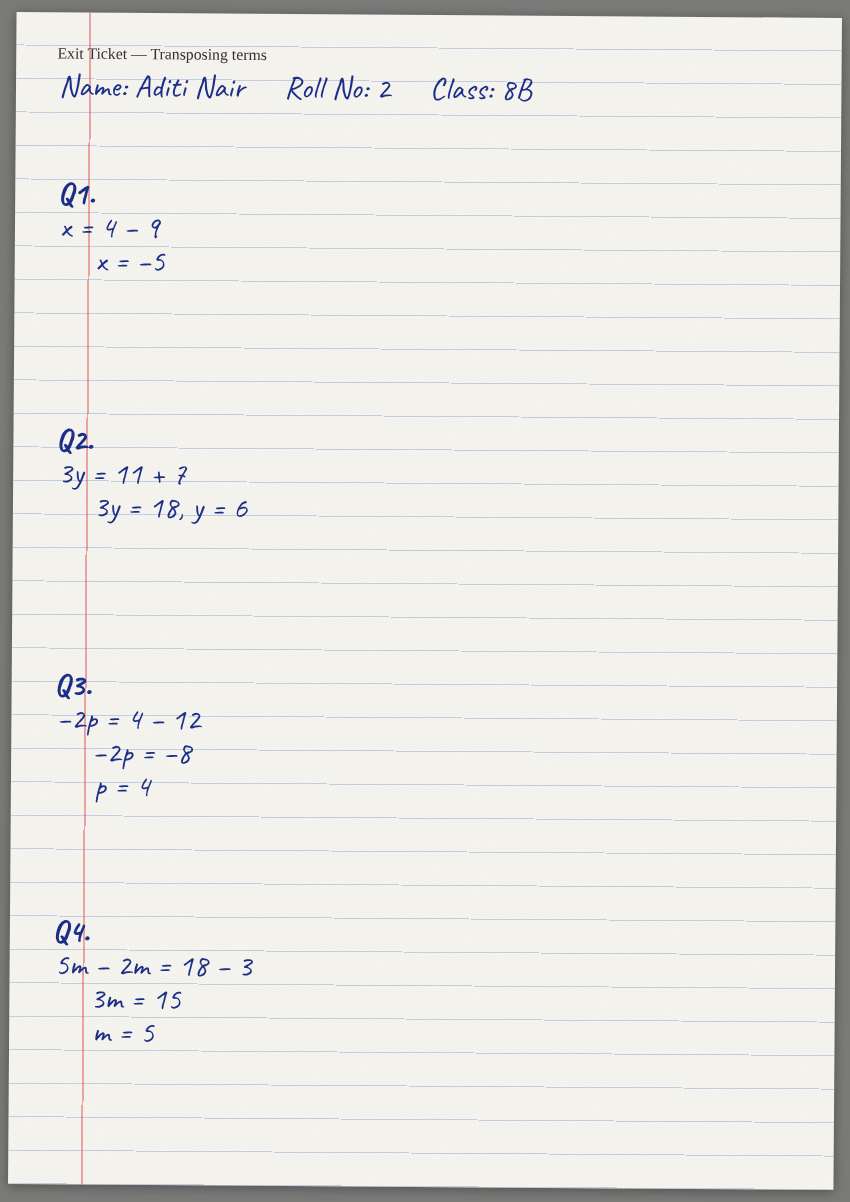 Exit Ticket — Transposing terms
Name: Aditi Nair Roll No: 2 Class: 8B
Q1.
x = 4 – 9
x = –5
Q2.
3y = 11 + 7
3y = 18, y = 6
Q3.
–2p = 4 – 12
–2p = –8
p = 4
Q4.
5m – 2m = 18 – 3
3m = 15
m = 5